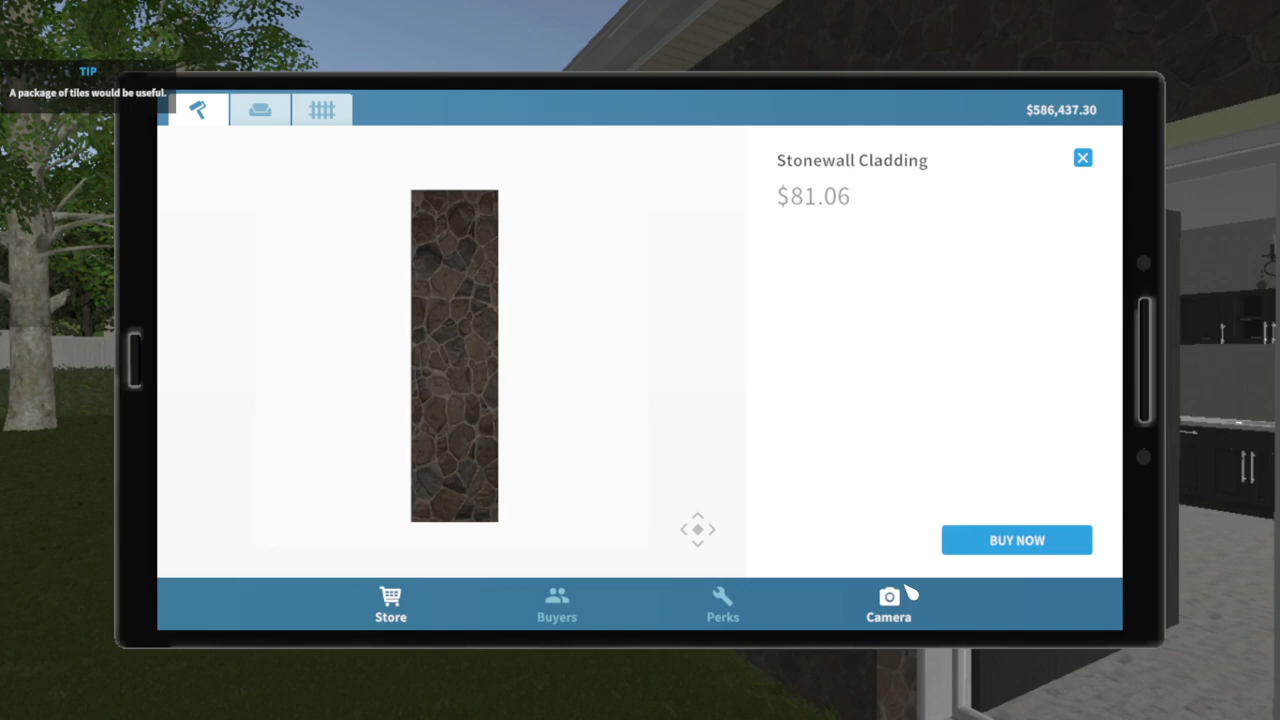 TIP
A package of tiles would be useful.
$586,437.30
Stonewall Cladding
$81.06
BUY NOW
Store
Buyers
Perks
Camera